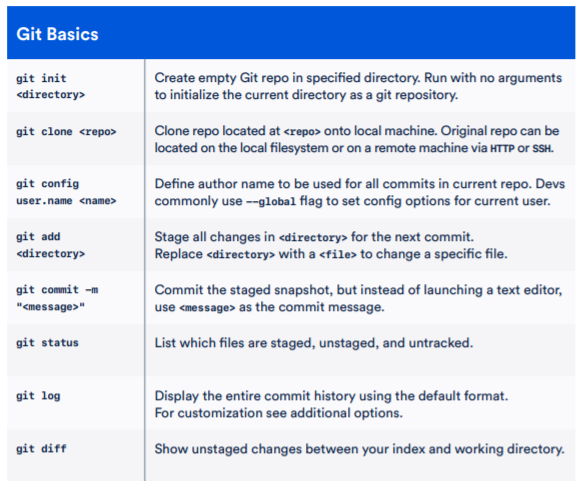 Git Basics
git init
<directory>
Create empty Git repo in specified directory. Run with no arguments
to initialize the current directory as a git repository.
git clone <repo>
Clone repo located at <repo> onto local machine. Original repo can be
located on the local filesystem or on a remote machine via HTTP or SSH.
git config
user.name <name>
Define author name to be used for all commits in current repo. Devs
commonly use --global flag to set config options for current user.
git add
<directory>
Stage all changes in <directory> for the next commit.
Replace <directory> with a <file> to change a specific file.
git commit -m
"<message>"
Commit the staged snapshot, but instead of launching a text editor,
use <message> as the commit message.
git status
List which files are staged, unstaged, and untracked.
git log
Display the entire commit history using the default format.
For customization see additional options.
git diff
Show unstaged changes between your index and working directory.